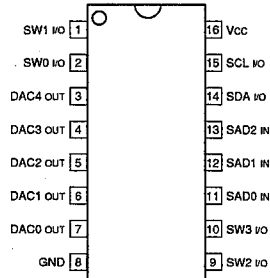 SW1 I/O 1 16 Vcc
SW0 I/O 2 15 SCL I/O
DAC4 OUT 3 14 SDA I/O
DAC3 OUT 4 13 SAD2 IN
DAC2 OUT 5 12 SAD1 IN
DAC1 OUT 6 11 SAD0 IN
DAC0 OUT 7 10 SW3 I/O
GND 8 9 SW2 I/O